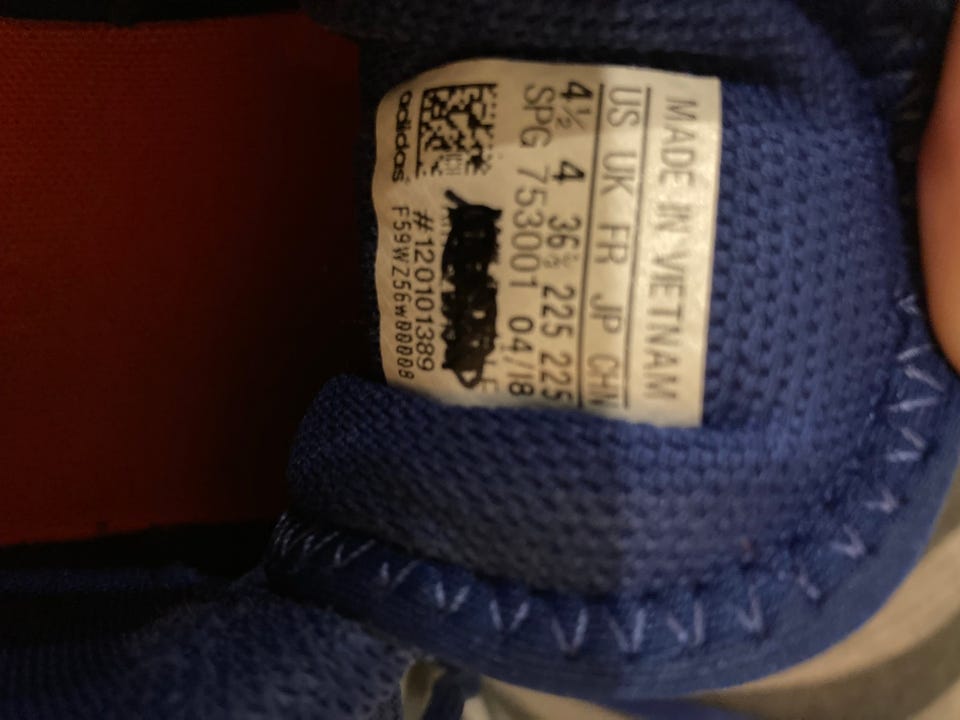 MADE IN VIETNAM
US UK FR JP CHN
4½ 4 36⅔ 225 225
SPG 753001 04/18
#120101389
adidas F59WZ56W00008